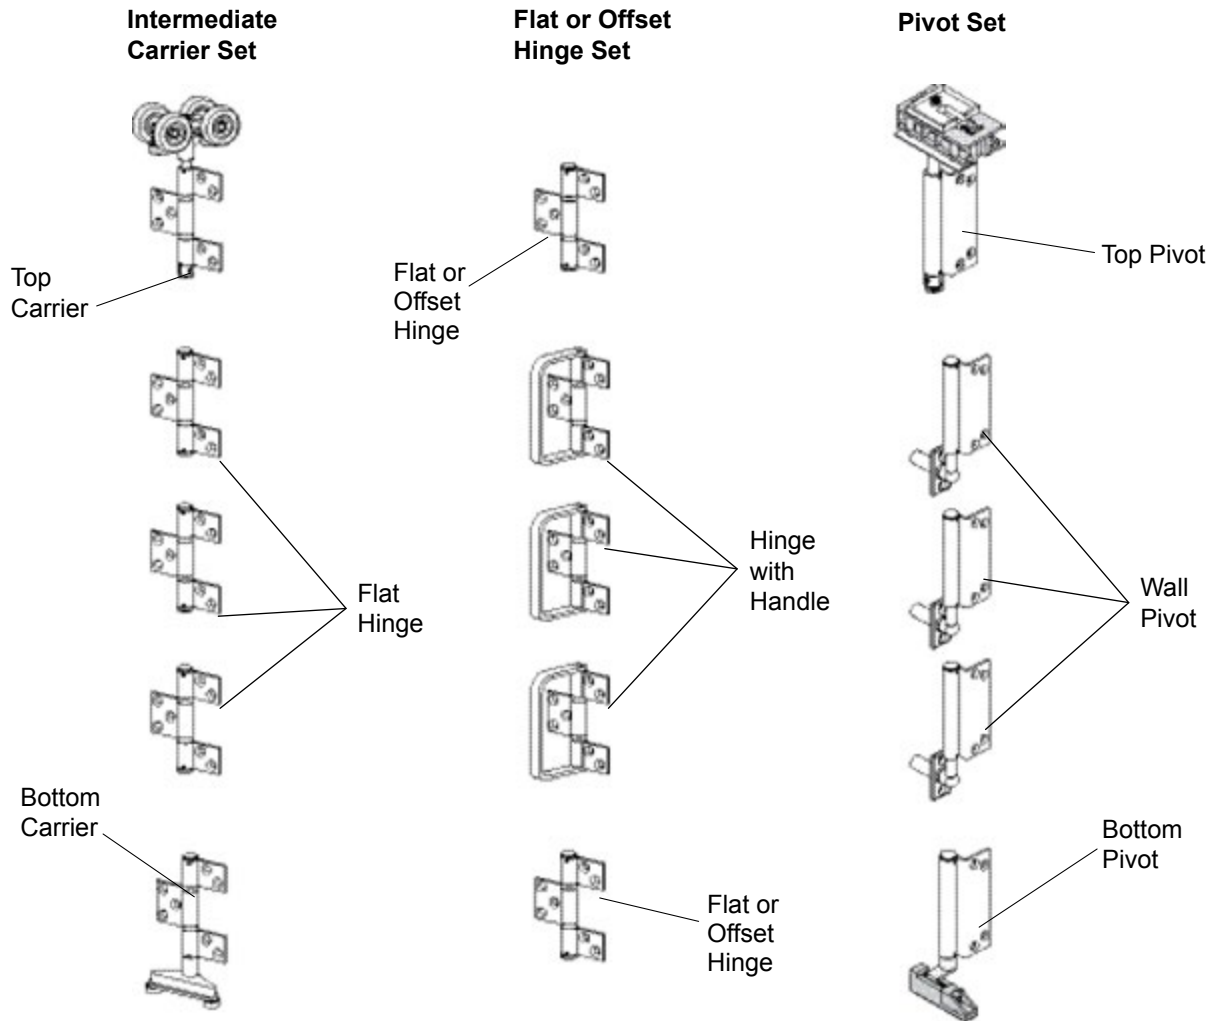 Intermediate
Carrier Set
Flat or Offset
Hinge Set
Pivot Set
Top
Carrier
Flat or
Offset
Hinge
Top Pivot
Flat
Hinge
Hinge
with
Handle
Wall
Pivot
Bottom
Carrier
Flat or
Offset
Hinge
Bottom
Pivot